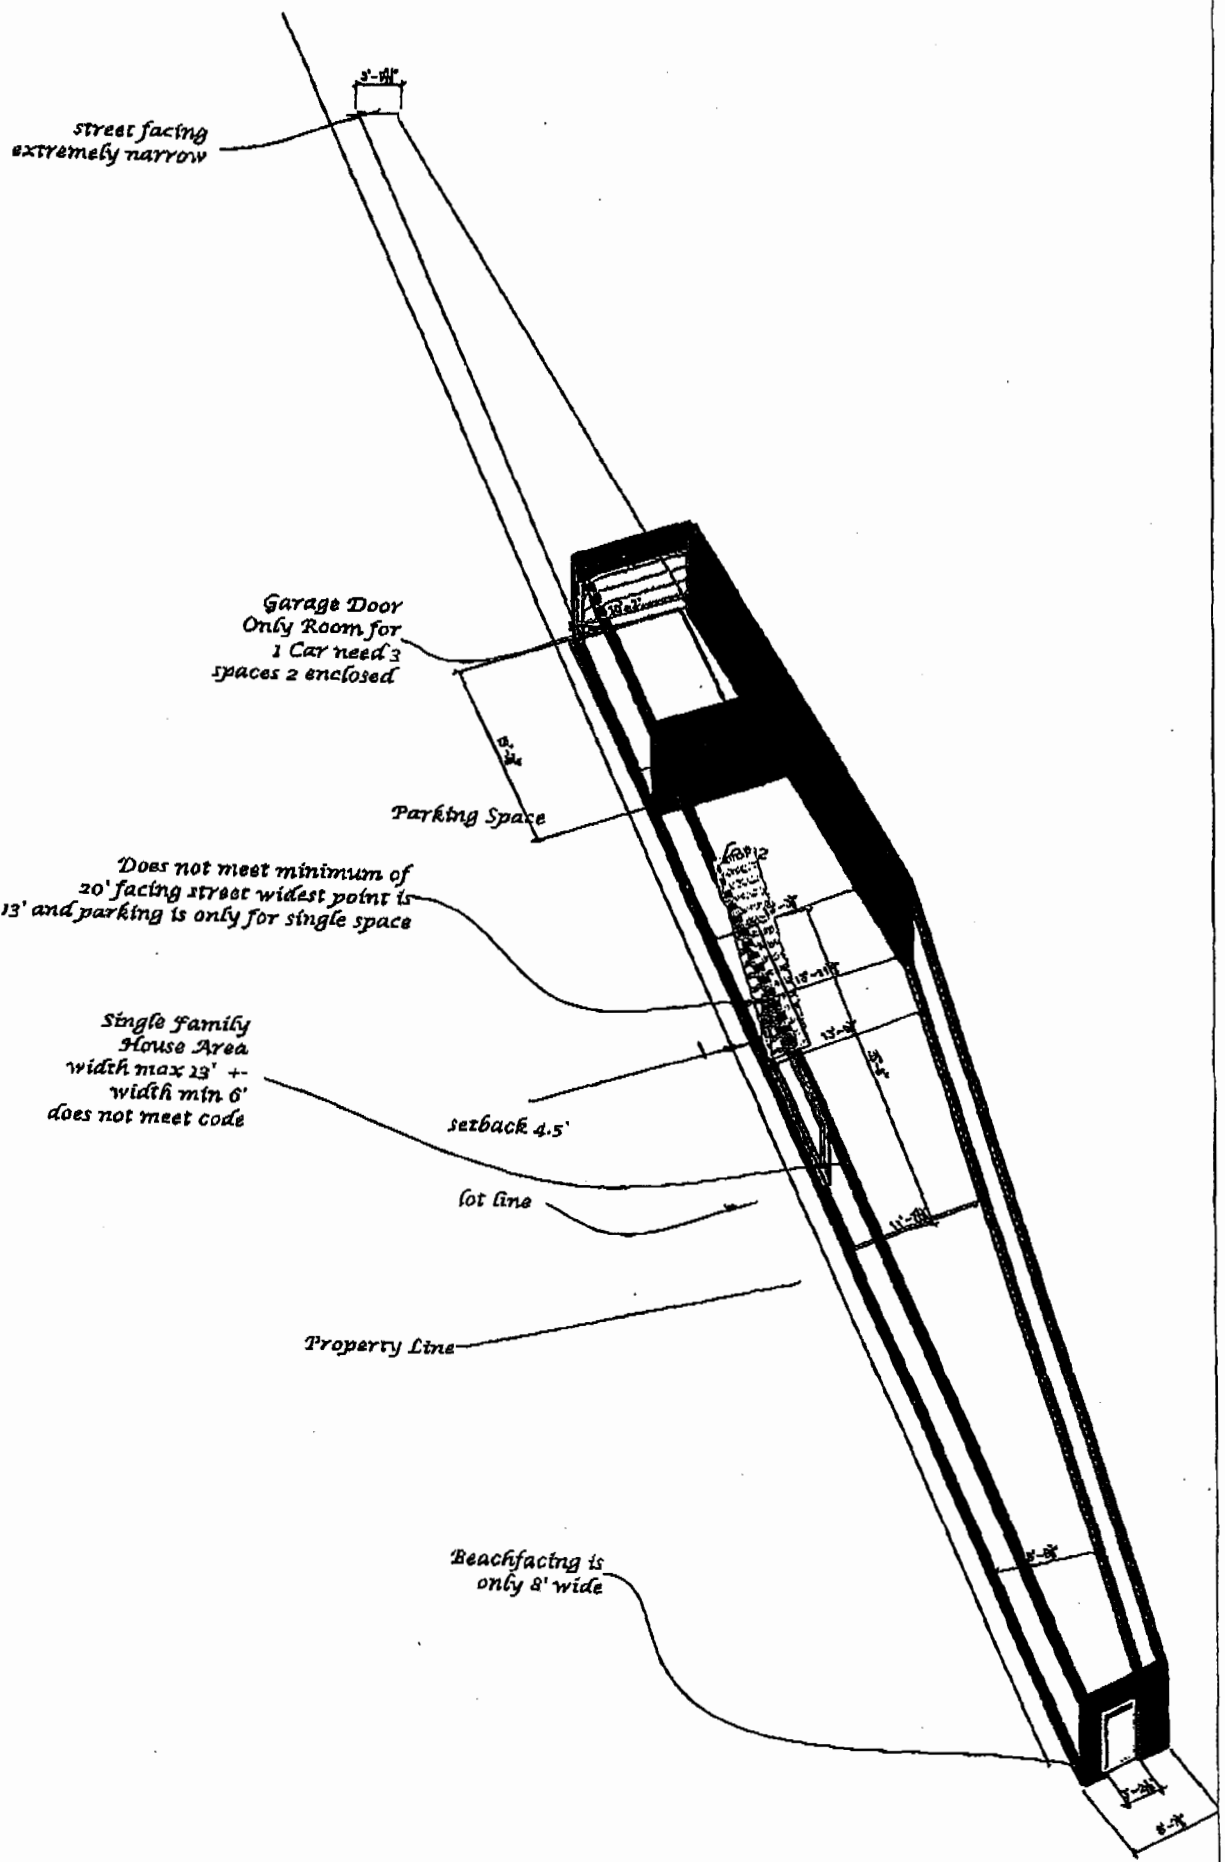 street facing
extremely narrow
Garage Door
Only Room for
1 Car need 3
spaces 2 enclosed
Parking Space
Does not meet minimum of
20' facing street widest point is
13' and parking is only for single space
Single Family
House Area
width max 13' +-
width min 6'
does not meet code
setback 4.5'
lot line
Property Line
Beachfacing is
only 8' wide